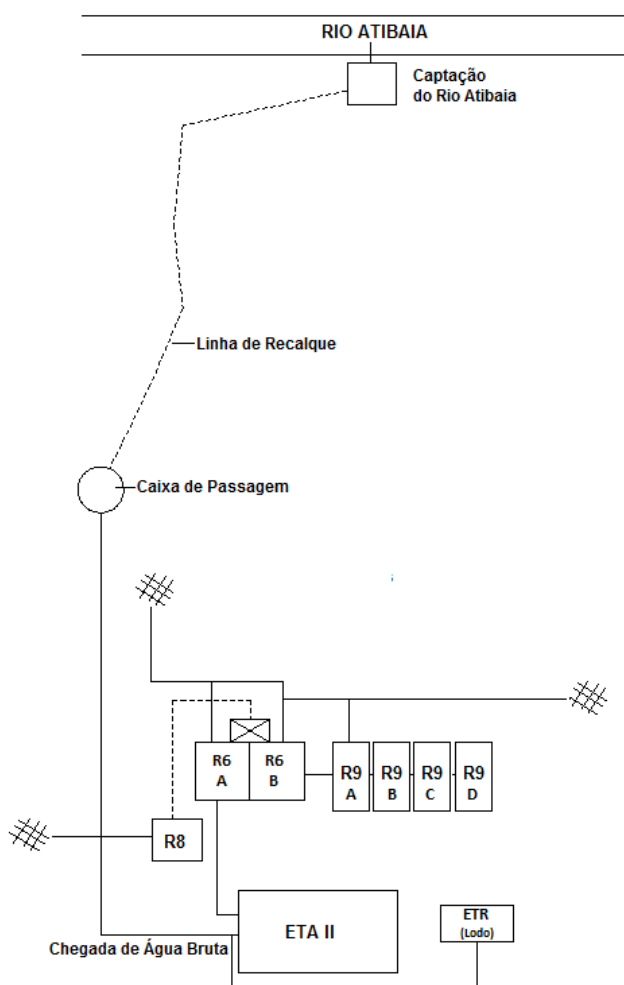 RIO ATIBAIA
Captação
do Rio Atibaia
Linha de Recalque
Caixa de Passagem
R6
A
R6
B
R9
A
R9
B
R9
C
R9
D
R8
ETA II
ETR
(Lodo)
Chegada de Água Bruta